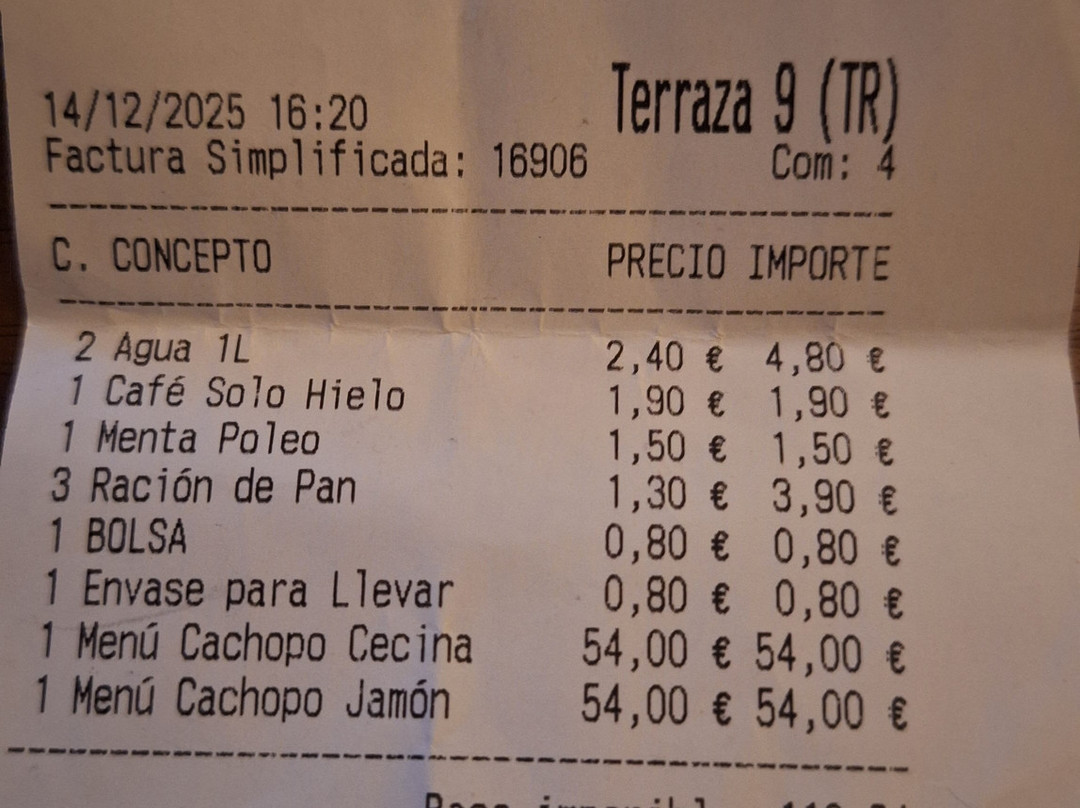 14/12/2025 16:20 Terraza 9 (TR)
Factura Simplificada: 16906 Com: 4
C. CONCEPTO PRECIO IMPORTE
2 Agua 1L 2,40 € 4,80 €
1 Café Solo Hielo 1,90 € 1,90 €
1 Menta Poleo 1,50 € 1,50 €
3 Ración de Pan 1,30 € 3,90 €
1 BOLSA 0,80 € 0,80 €
1 Envase para Llevar 0,80 € 0,80 €
1 Menú Cachopo Cecina 54,00 € 54,00 €
1 Menú Cachopo Jamón 54,00 € 54,00 €